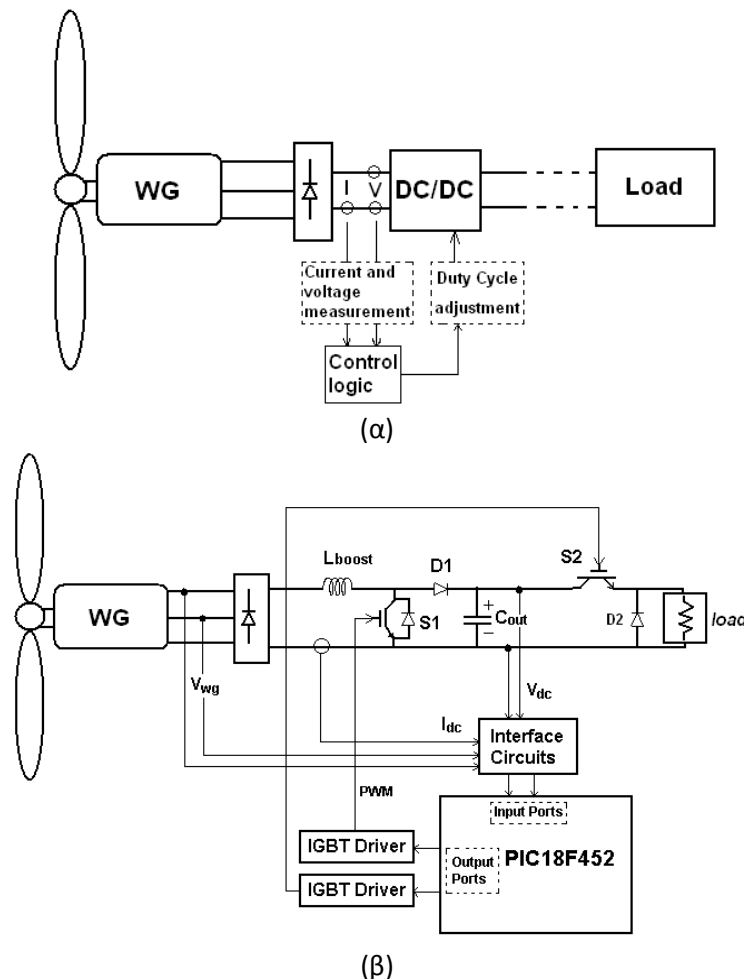 WG
I
V
DC/DC
Load
Current and
voltage
measurement
Duty Cycle
adjustment
Control
logic
(α)
Lboost
D1
S2
WG
S1
+
Cout
−
D2
load
Vwg
Vdc
Idc
Interface
Circuits
PWM
Input Ports
IGBT Driver
Output
Ports
PIC18F452
IGBT Driver
(β)